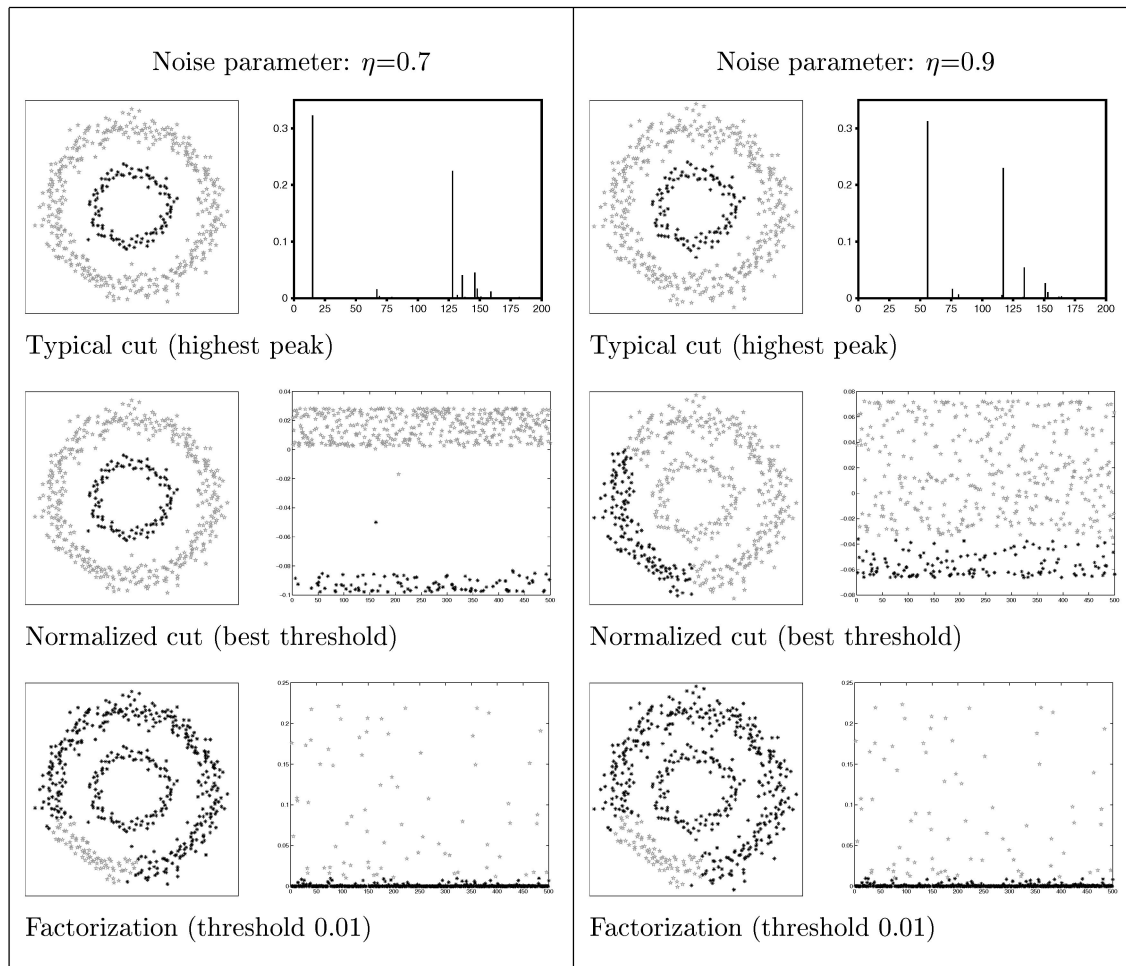 Noise parameter: η=0.7
0.3
0.2
0.1
0
0 25 50 75 100 125 150 175 200
Typical cut (highest peak)
0.04
0.02
0
−0.02
−0.04
−0.06
−0.08
−0.1
0 50 100 150 200 250 300 350 400 450 500
Normalized cut (best threshold)
0.25
0.2
0.15
0.1
0.05
0
0 50 100 150 200 250 300 350 400 450 500
Factorization (threshold 0.01)
Noise parameter: η=0.9
0.3
0.2
0.1
0
0 25 50 75 100 125 150 175 200
Typical cut (highest peak)
0.08
0.06
0.04
0.02
0
−0.02
−0.04
−0.06
−0.08
0 50 100 150 200 250 300 350 400 450 500
Normalized cut (best threshold)
0.25
0.2
0.15
0.1
0.05
0
0 50 100 150 200 250 300 350 400 450 500
Factorization (threshold 0.01)